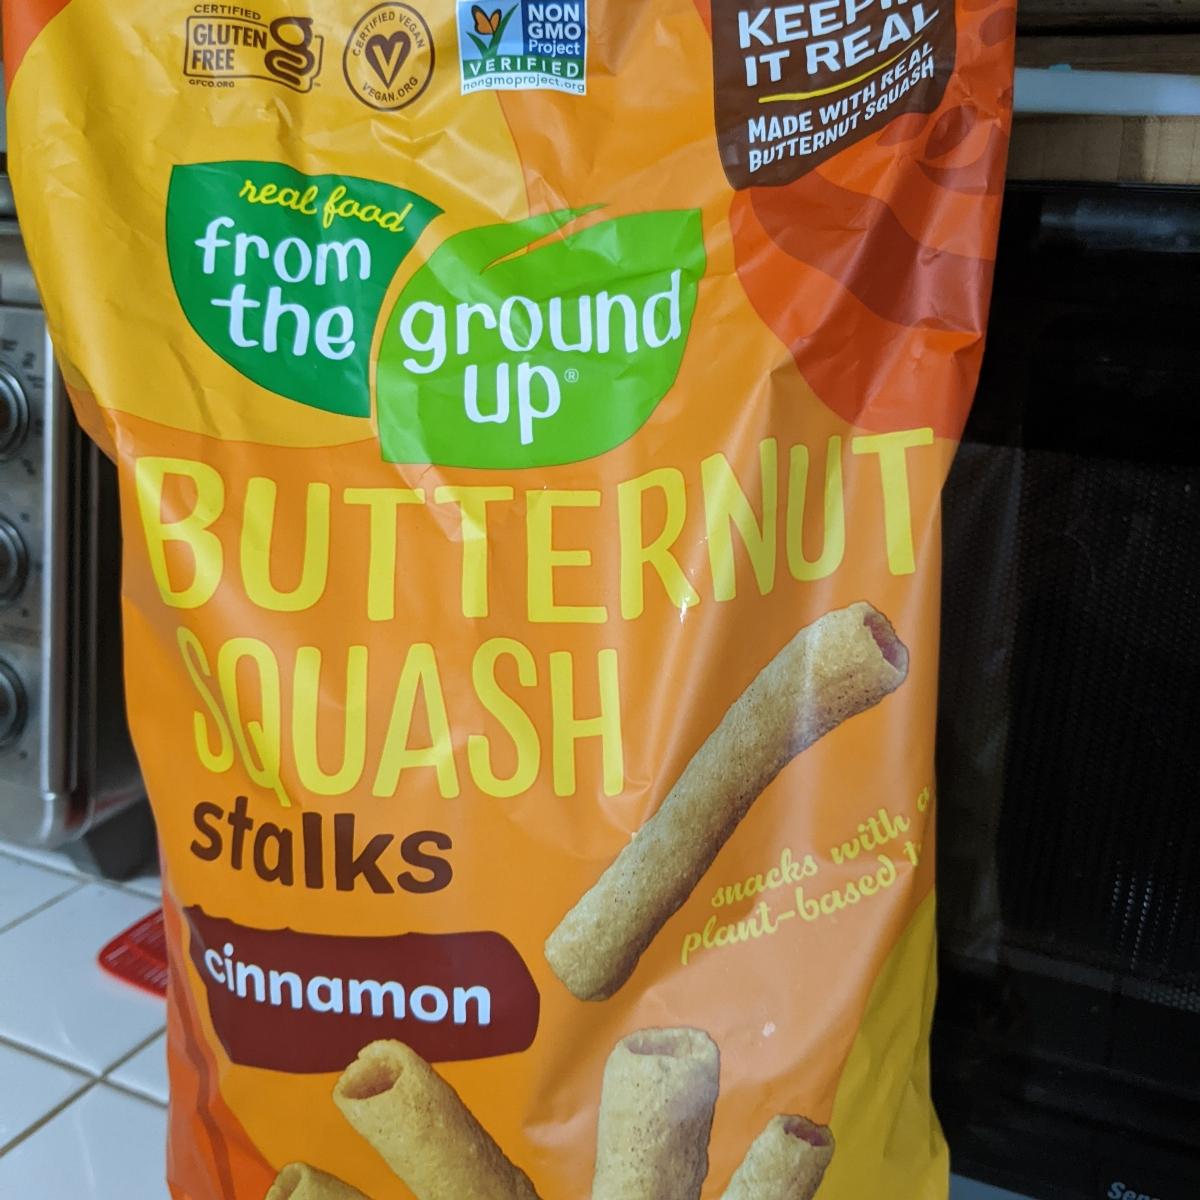 CERTIFIED
GLUTEN
FREE
GFCO.ORG
CERTIFIED VEGAN
VEGAN.ORG
NON
GMO
Project
VERIFIED
nongmoproject.org
IT REAL
MADE WITH REAL
BUTTERNUT SQUASH
real food
from
the
ground
up®
BUTTERNUT
SQUASH
stalks
cinnamon
snacks with a
plant-based